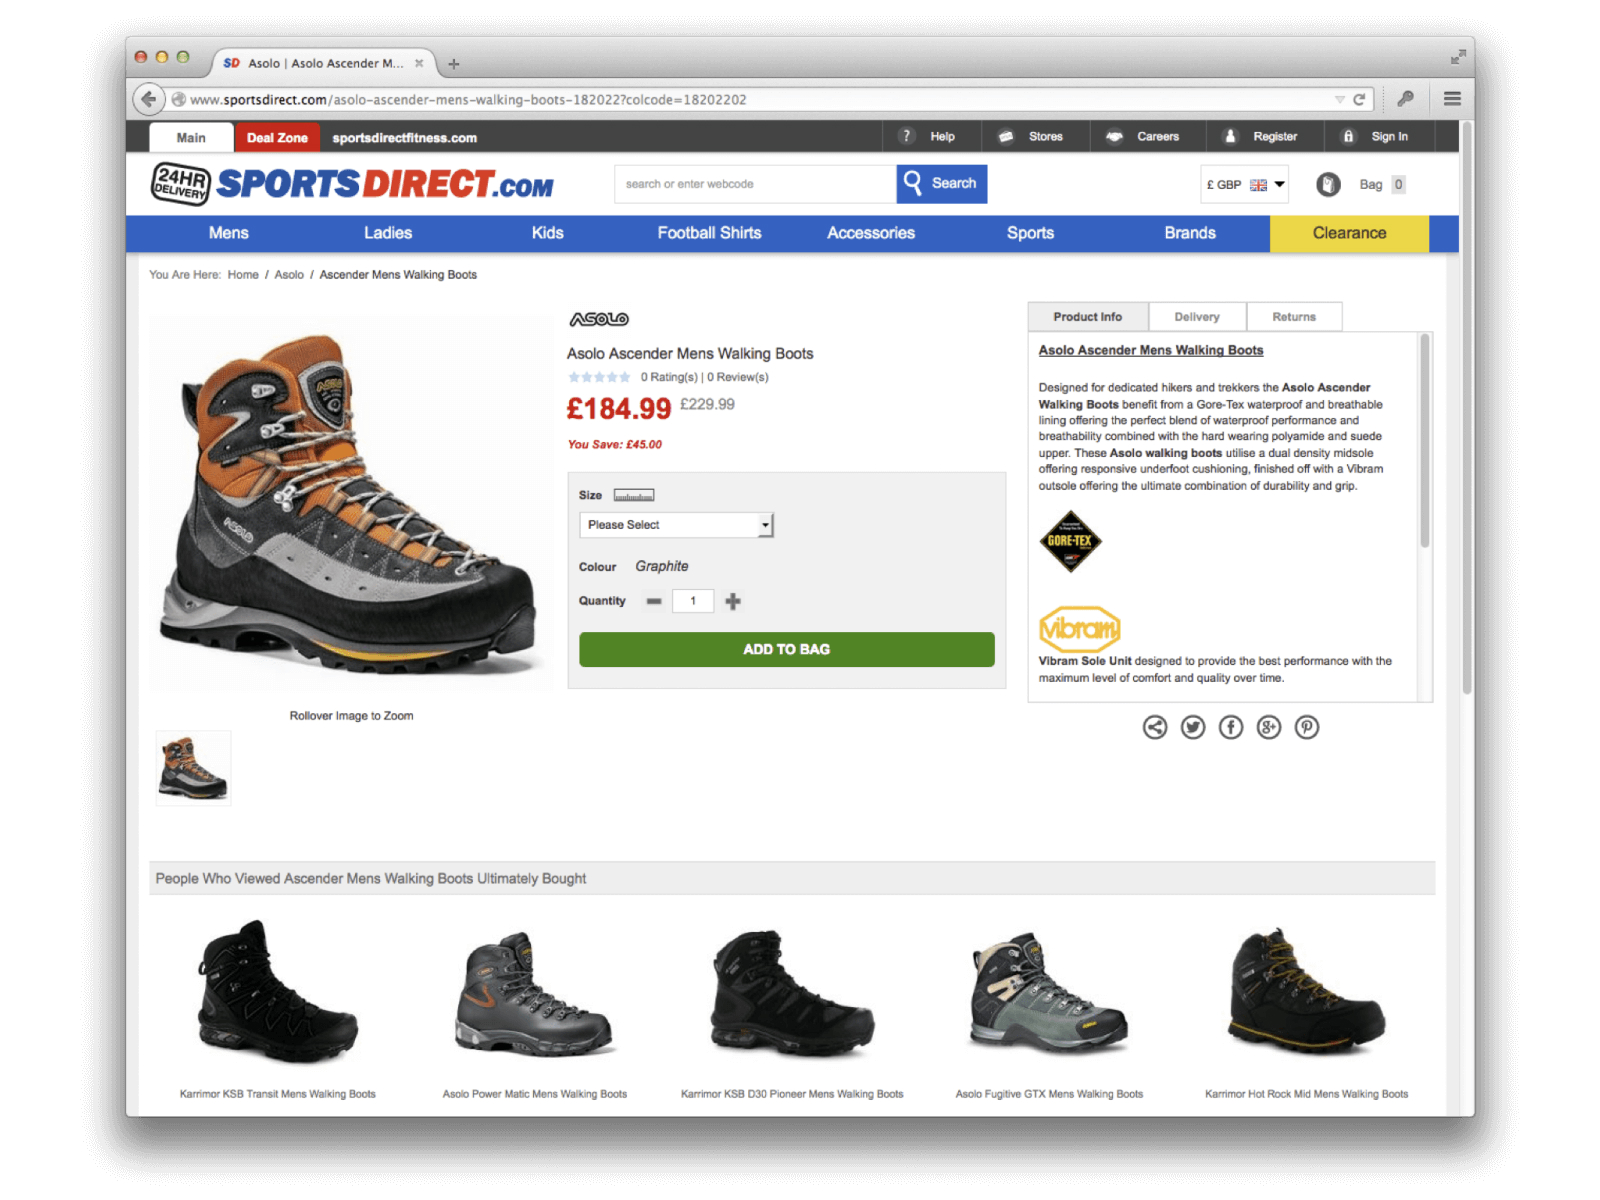 SD Asolo | Asolo Ascender M...
www.sportsdirect.com/asolo-ascender-mens-walking-boots-182022?colcode=18202202
Main Deal Zone sportsdirectfitness.com ? Help Stores Careers Register Sign In
24HR DELIVERY SPORTSDIRECT.COM search or enter webcode Search £ GBP Bag 0
Mens Ladies Kids Football Shirts Accessories Sports Brands Clearance
You Are Here: Home / Asolo / Ascender Mens Walking Boots
ASOLO
Asolo Ascender Mens Walking Boots
0 Rating(s) | 0 Review(s)
£184.99 £229.99
You Save: £45.00
Size
Please Select
Colour Graphite
Quantity 1
ADD TO BAG
ASOLO
ASOLO
Rollover Image to Zoom
Product Info Delivery Returns
Asolo Ascender Mens Walking Boots
Designed for dedicated hikers and trekkers the Asolo Ascender
Walking Boots benefit from a Gore-Tex waterproof and breathable
lining offering the perfect blend of waterproof performance and
breathability combined with the hard wearing polyamide and suede
upper. These Asolo walking boots utilise a dual density midsole
offering responsive underfoot cushioning, finished off with a Vibram
outsole offering the ultimate combination of durability and grip.
GORE-TEX
vibram
Vibram Sole Unit designed to provide the best performance with the
maximum level of comfort and quality over time.
People Who Viewed Ascender Mens Walking Boots Ultimately Bought
Karrimor KSB Transit Mens Walking Boots
Asolo Power Matic Mens Walking Boots
Karrimor KSB D30 Pioneer Mens Walking Boots
Asolo Fugitive GTX Mens Walking Boots
Karrimor Hot Rock Mid Mens Walking Boots